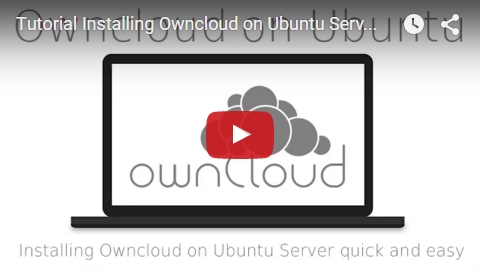 Owncloud on Ubuntu
Tutorial Installing Owncloud on Ubuntu Serv...
ownCloud
Installing Owncloud on Ubuntu Server quick and easy